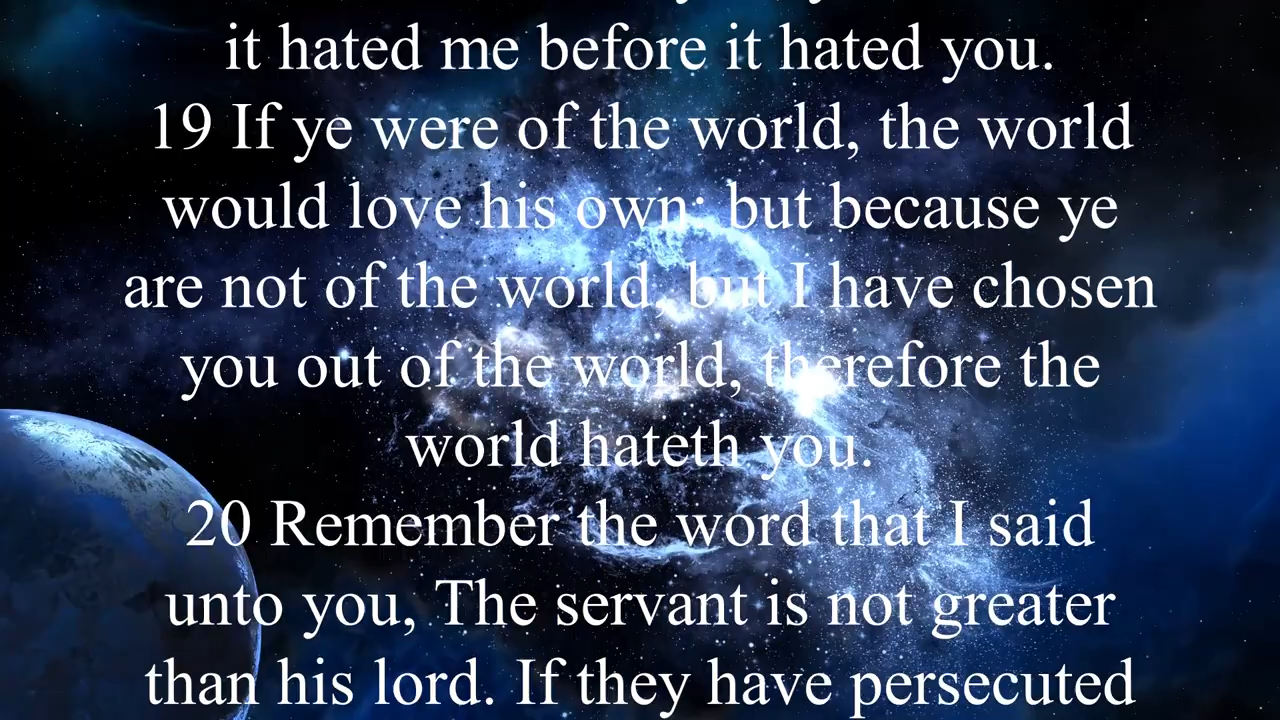 it hated me before it hated you.
19 If ye were of the world, the world
would love his own: but because ye
are not of the world, but I have chosen
you out of the world, therefore the
world hateth you.
20 Remember the word that I said
unto you, The servant is not greater
than his lord. If they have persecuted